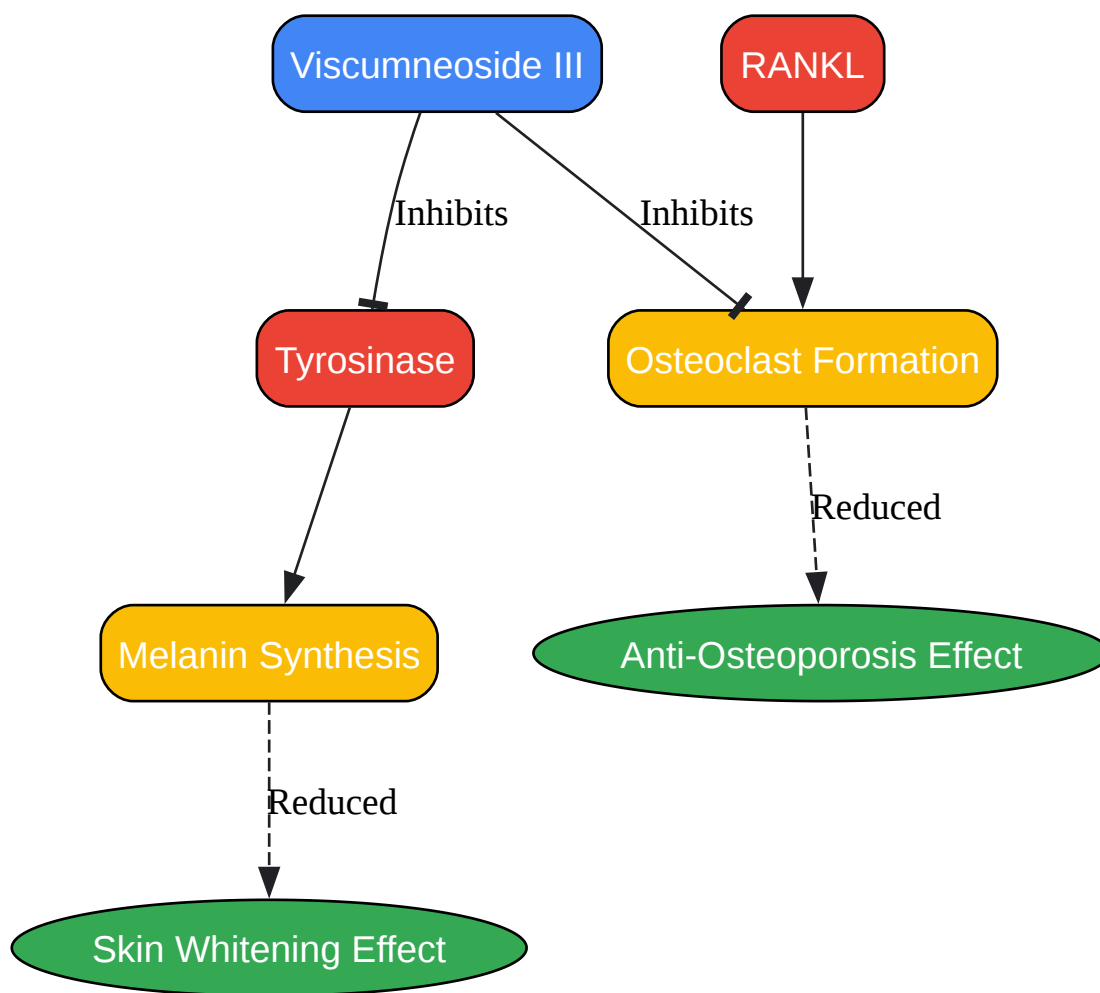 Viscumneoside III
RANKL
Inhibits
Inhibits
Tyrosinase
Osteoclast Formation
Reduced
Melanin Synthesis
Anti-Osteoporosis Effect
Reduced
Skin Whitening Effect